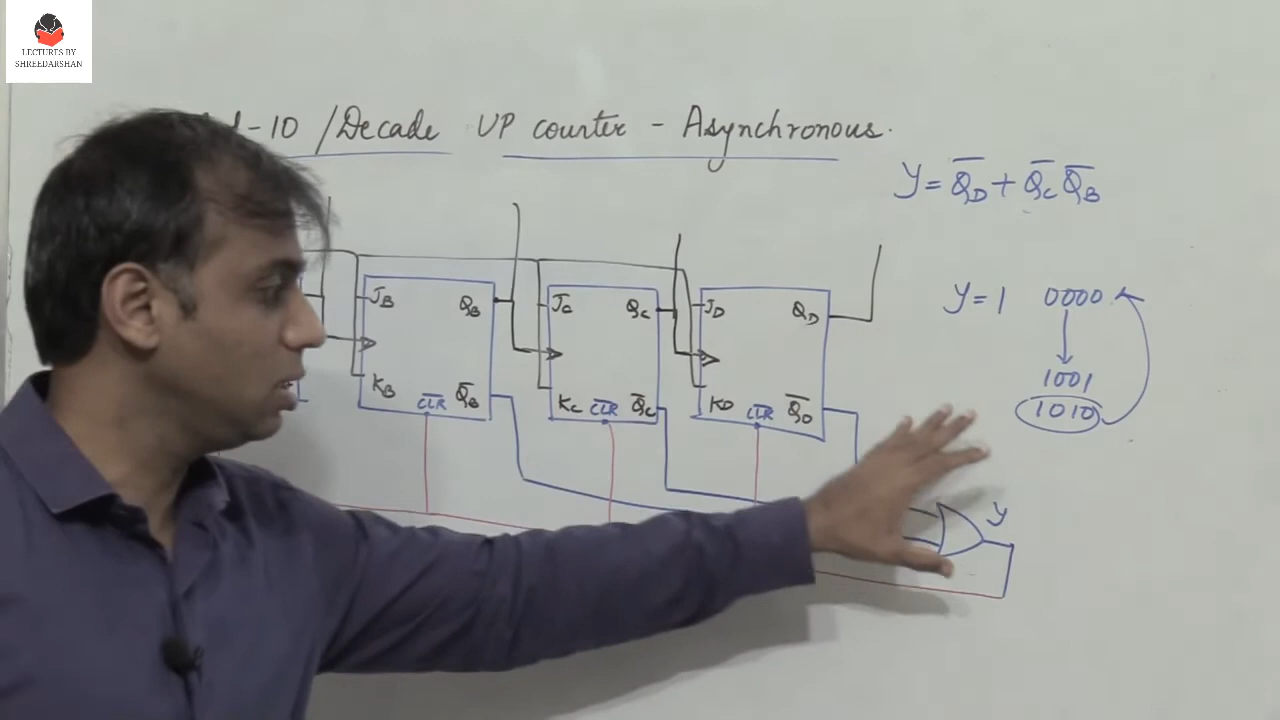 LECTURES BY
SHREEDARSHAN
-10 /Decade UP counter - Asynchronous.
Y = Q̅D + Q̅C Q̅B
Y=1 0000
1001
1010
JB QB
KB CLR̅ Q̅B
JC QC
KC CLR̅ Q̅C
JD QD
KD CLR̅ Q̅D
Y